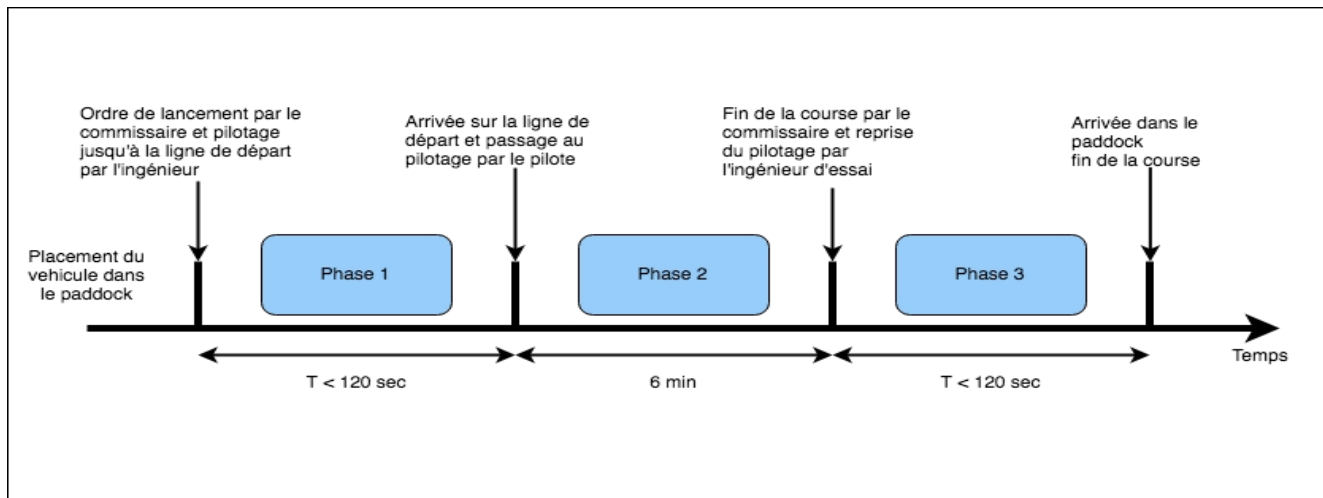 Ordre de lancement par le
commissaire et pilotage
jusqu'à la ligne de départ
par l'ingénieur
Arrivée sur la ligne de
départ et passage au
pilotage par le pilote
Fin de la course par le
commissaire et reprise
du pilotage par
l'ingénieur d'essai
Arrivée dans le
paddock
fin de la course
Placement du
vehicule dans
le paddock
Phase 1
Phase 2
Phase 3
Temps
T < 120 sec
6 min
T < 120 sec